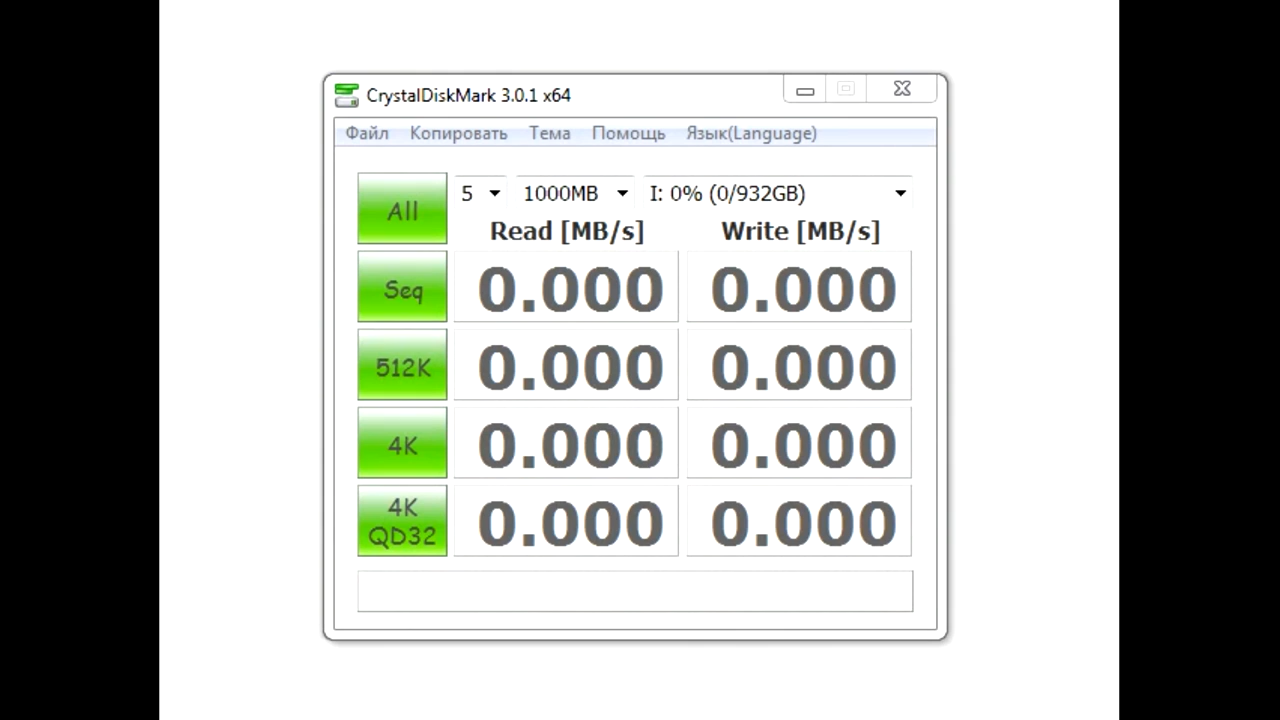 CrystalDiskMark 3.0.1 x64
Файл Копировать Тема Помощь Язык(Language)
All 5 1000MB I: 0% (0/932GB)
Read [MB/s] Write [MB/s]
Seq 0.000 0.000
512K 0.000 0.000
4K 0.000 0.000
4K
QD32 0.000 0.000